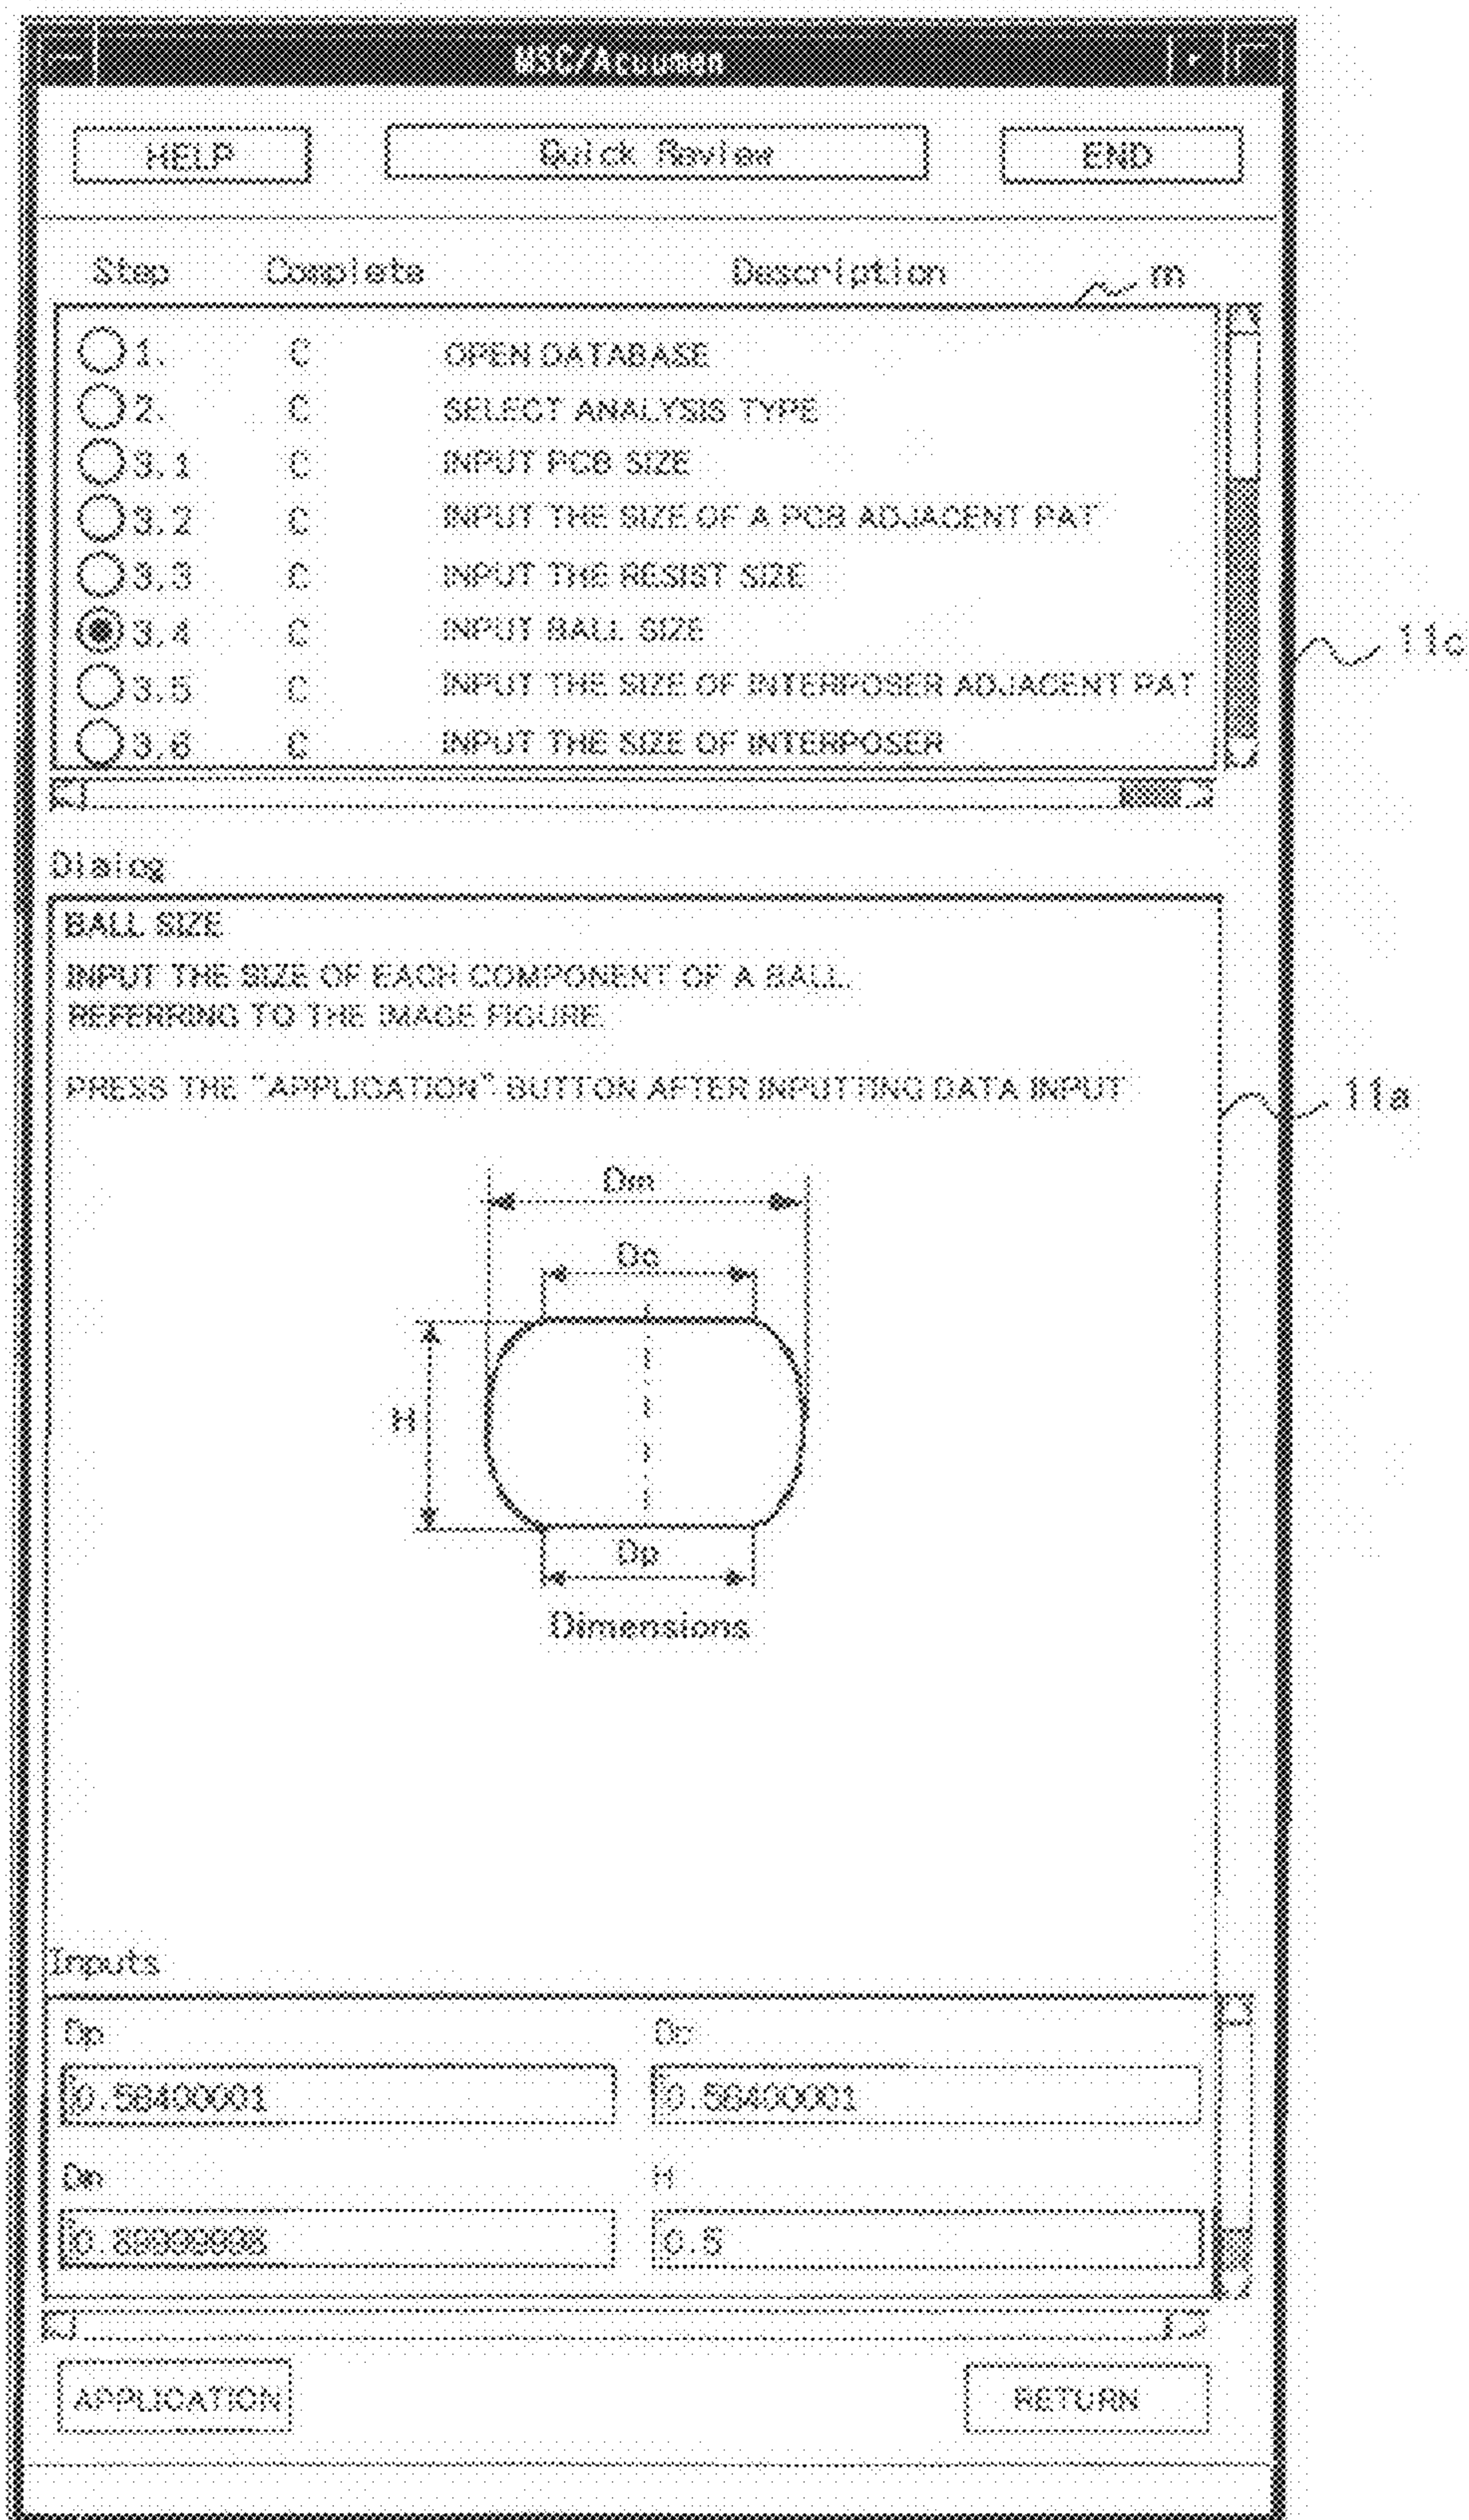 MSC/Acuumen
HELP Quick Review END
Step Complete Description m
1. C OPEN DATABASE
2. C SELECT ANALYSIS TYPE
3.1 C INPUT PCB SIZE
3.2 C INPUT THE SIZE OF A PCB ADJACENT PAT
3.3 C INPUT THE RESIST SIZE
3.4 C INPUT BALL SIZE
11c
3.5 C INPUT THE SIZE OF INTERPOSER ADJACENT PAT
3.6 C INPUT THE SIZE OF INTERPOSER
Dialog
BALL SIZE
INPUT THE SIZE OF EACH COMPONENT OF A BALL
REFERRING TO THE IMAGE FIGURE
PRESS THE "APPLICATION" BUTTON AFTER INPUTTING DATA INPUT
11a
Dm
Dc
H
Dp
Dimensions
Inputs
Dp Dc
0.56400001 0.56400001
Dm H
0.5
APPLICATION RETURN